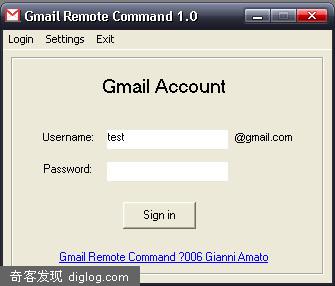 Gmail Remote Command 1.0
Login Settings Exit
Gmail Account
Username: test @gmail.com
Password:
Sign in
Gmail Remote Command ?006 Gianni Amato
奇客发现 diglog.com